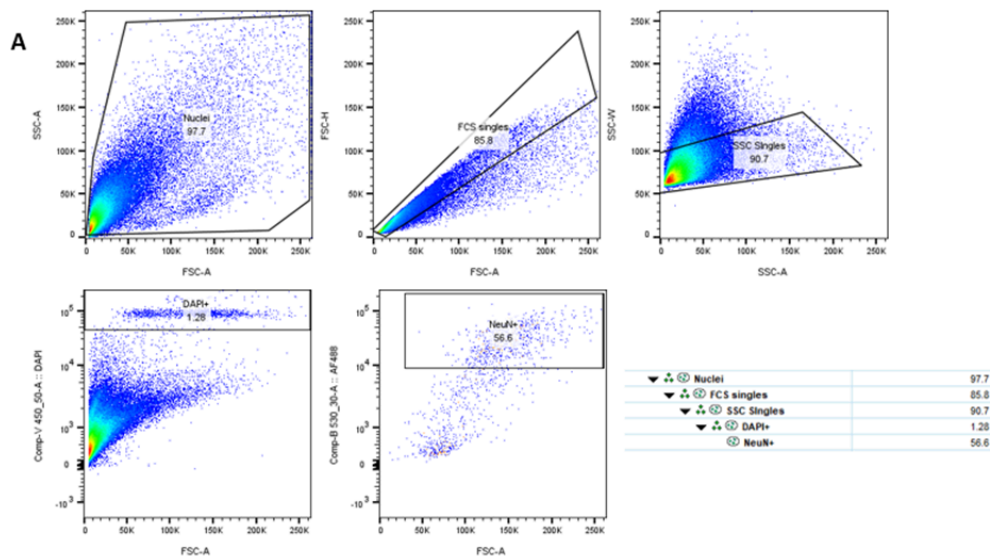 A
250K
200K
150K
100K
50K
0
SSC-A
Nuclei
97.7
0 50K 100K 150K 200K 250K
FSC-A
250K
200K
150K
100K
50K
0
FSC-H
FCS singles
85.8
0 50K 100K 150K 200K 250K
FSC-A
250K
200K
150K
100K
50K
0
SSC-W
SSC SIngles
90.7
0 50K 100K 150K 200K 250K
SSC-A
10^5
10^4
10^3
0
-10^3
Comp-V 450_50-A :: DAPI
DAPI+
1.28
0 50K 100K 150K 200K 250K
FSC-A
10^5
10^4
10^3
0
-10^3
Comp-B 530_30-A :: AF488
NeuN+
56.6
0 50K 100K 150K 200K 250K
FSC-A
Nuclei 97.7
FCS singles 85.8
SSC SIngles 90.7
DAPI+ 1.28
NeuN+ 56.6